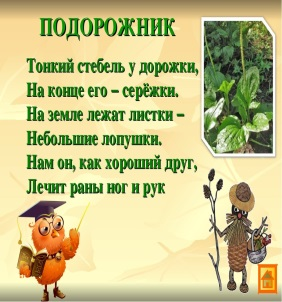 ПОДОРОЖНИК
Тонкий стебель у дорожки,
На конце его – серёжки.
На земле лежат листки –
Небольшие лопушки.
Нам он, как хороший друг,
Лечит раны ног и рук